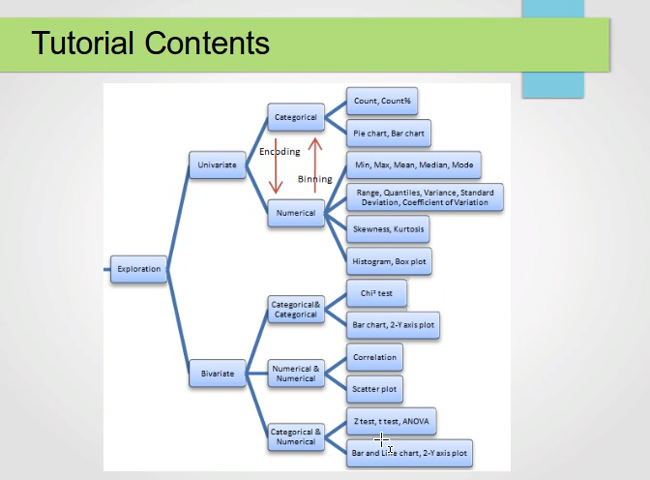 Tutorial Contents
Exploration
Univariate
Categorical
Count, Count%
Pie chart, Bar chart
Encoding
Binning
Numerical
Min, Max, Mean, Median, Mode
Range, Quantiles, Variance, Standard
Deviation, Coefficient of Variation
Skewness, Kurtosis
Histogram, Box plot
Bivariate
Categorical&
Categorical
Chi² test
Bar chart, 2-Y axis plot
Numerical &
Numerical
Correlation
Scatter plot
Categorical &
Numerical
Z test, t test, ANOVA
Bar and Line chart, 2-Y axis plot